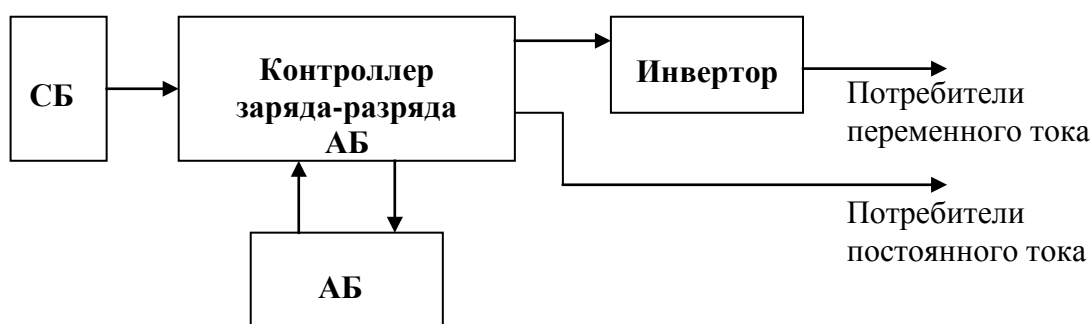 СБ
Контроллер
заряда-разряда
АБ
Инвертор
Потребители
переменного тока
Потребители
постоянного тока
АБ